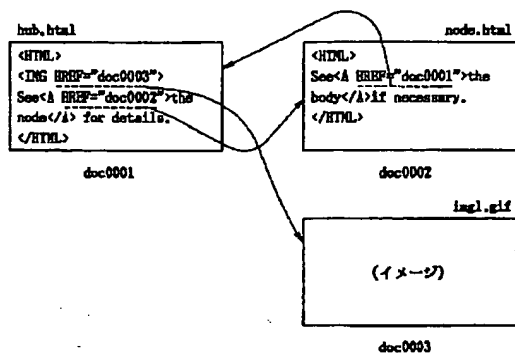 hub.html
<HTML>
<IMG HREF="doc0003">
See<A HREF="doc0002">the
node</A> for details.
</HTML>
doc0001
node.html
<HTML>
See<A HREF="doc0001">the
body</A>if necessary.
</HTML>
doc0002
img1.gif
(イメージ)
doc0003